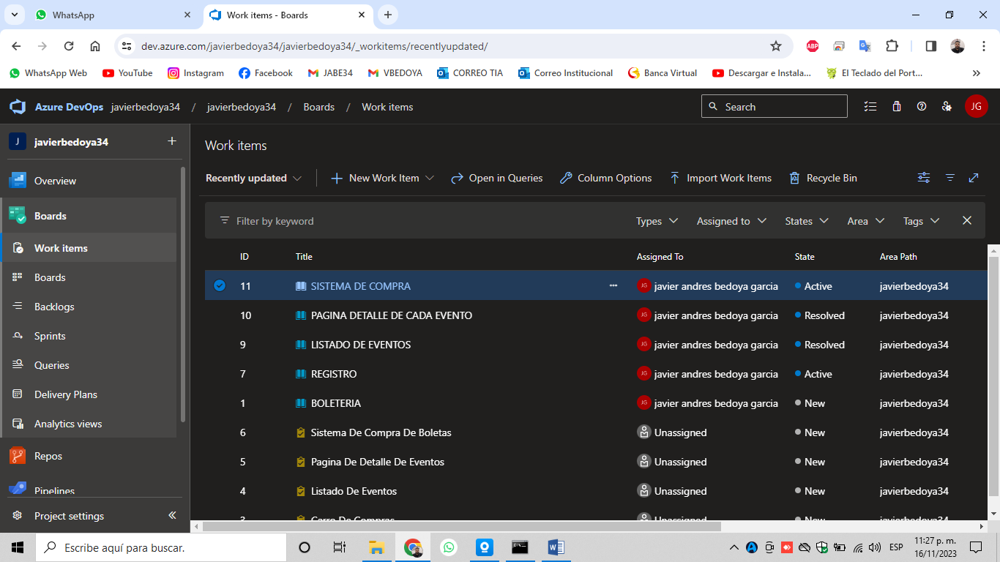 WhatsApp
Work items - Boards
dev.azure.com/javierbedoya34/javierbedoya34/_workitems/recentlyupdated/
ABP
WhatsApp Web
YouTube
Instagram
Facebook
JABE34
VBEDOYA
CORREO TIA
Correo Institucional
Banca Virtual
Descargar e Instala...
El Teclado del Port...
Azure DevOps javierbedoya34 / javierbedoya34 / Boards / Work items
Search
JG
J javierbedoya34
Overview
Boards
Work items
Boards
Backlogs
Sprints
Queries
Delivery Plans
Analytics views
Repos
Pipelines
Project settings
Work items
Recently updated
New Work Item
Open in Queries
Column Options
Import Work Items
Recycle Bin
Filter by keyword Types Assigned to States Area Tags
ID Title Assigned To State Area Path
11 SISTEMA DE COMPRA JG javier andres bedoya garcia Active javierbedoya34
10 PAGINA DETALLE DE CADA EVENTO JG javier andres bedoya garcia Resolved javierbedoya34
9 LISTADO DE EVENTOS JG javier andres bedoya garcia Resolved javierbedoya34
7 REGISTRO JG javier andres bedoya garcia Active javierbedoya34
1 BOLETERIA JG javier andres bedoya garcia New javierbedoya34
6 Sistema De Compra De Boletas Unassigned New javierbedoya34
5 Pagina De Detalle De Eventos Unassigned New javierbedoya34
4 Listado De Eventos Unassigned New javierbedoya34
3 Carro De Compras Unassigned New javierbedoya34
Escribe aquí para buscar.
ESP
11:27 p. m.
16/11/2023